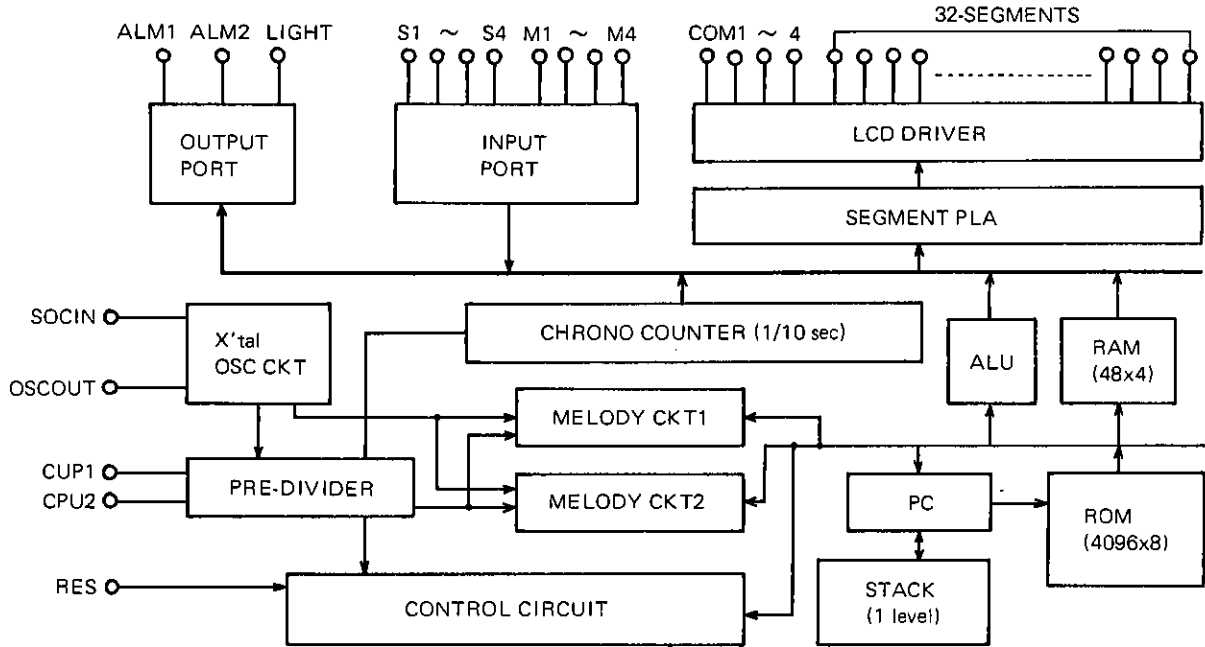 32-SEGMENTS
ALM1 ALM2 LIGHT S1 ~ S4 M1 ~ M4 COM1 ~ 4
OUTPUT
PORT
INPUT
PORT
LCD DRIVER
SEGMENT PLA
SOCIN
X'tal
OSC CKT
OSCOUT
CHRONO COUNTER (1/10 sec)
ALU
RAM
(48x4)
MELODY CKT1
CUP1
CPU2
PRE-DIVIDER
MELODY CKT2
PC
ROM
(4096x8)
RES
CONTROL CIRCUIT
STACK
(1 level)